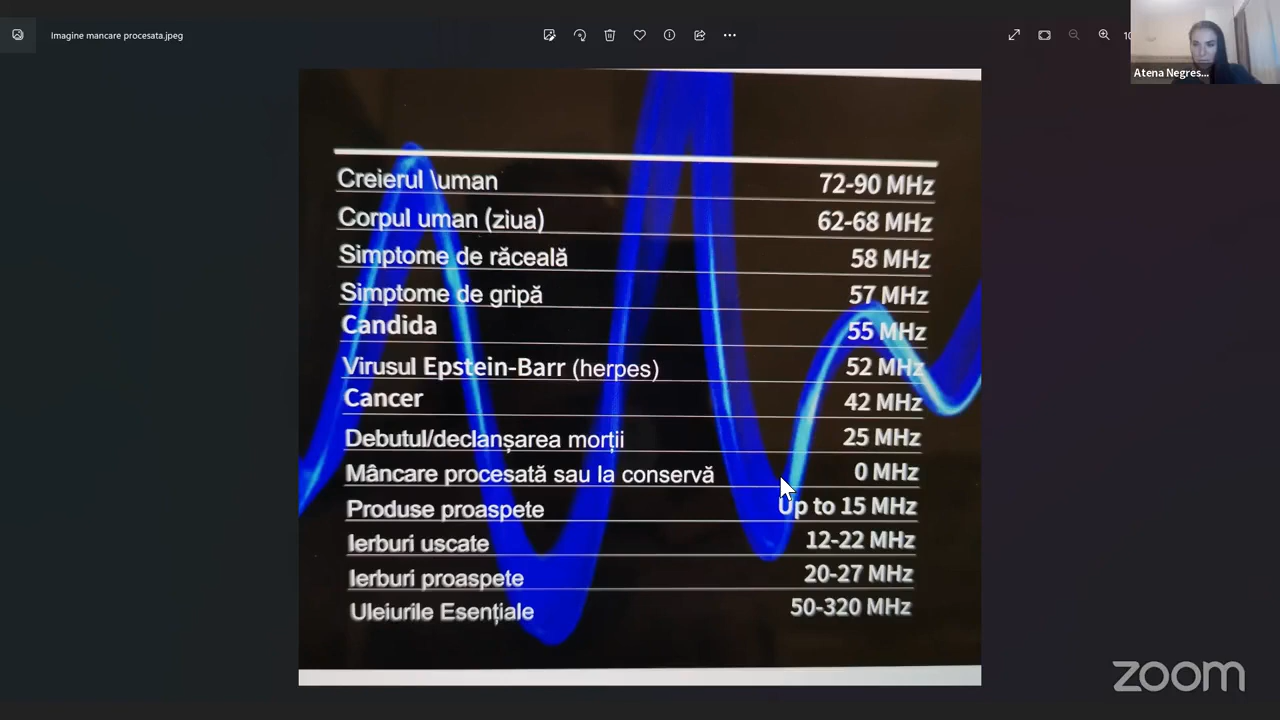 Imagine mancare procesata.jpeg
10
Atena Negres...
Creierul \uman 72-90 MHz
Corpul uman (ziua) 62-68 MHz
Simptome de răceală 58 MHz
Simptome de gripă 57 MHz
Candida 55 MHz
Virusul Epstein-Barr (herpes) 52 MHz
Cancer 42 MHz
Debutul/declanșarea morții 25 MHz
Mâncare procesată sau la conservă 0 MHz
Produse proaspete Up to 15 MHz
Ierburi uscate 12-22 MHz
Ierburi proaspete 20-27 MHz
Uleiurile Esențiale 50-320 MHz
zoom